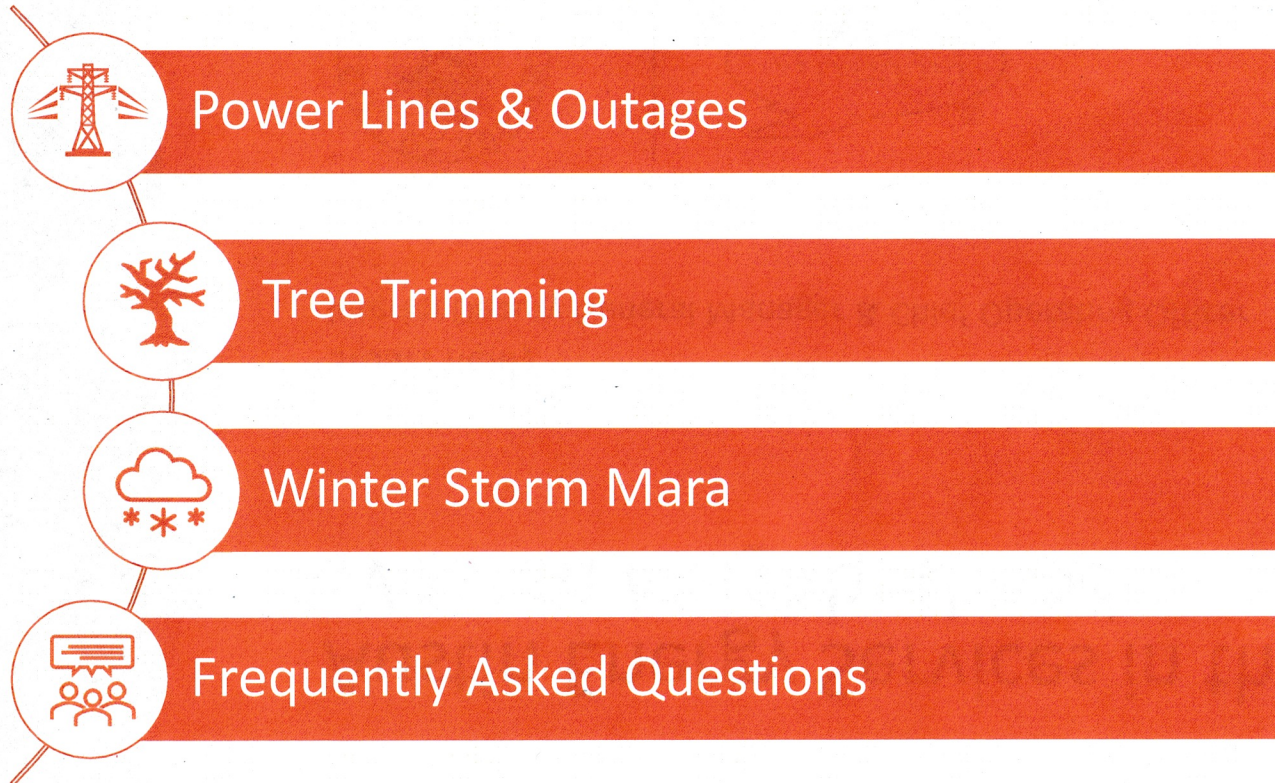 Power Lines & Outages
Tree Trimming
Winter Storm Mara
Frequently Asked Questions